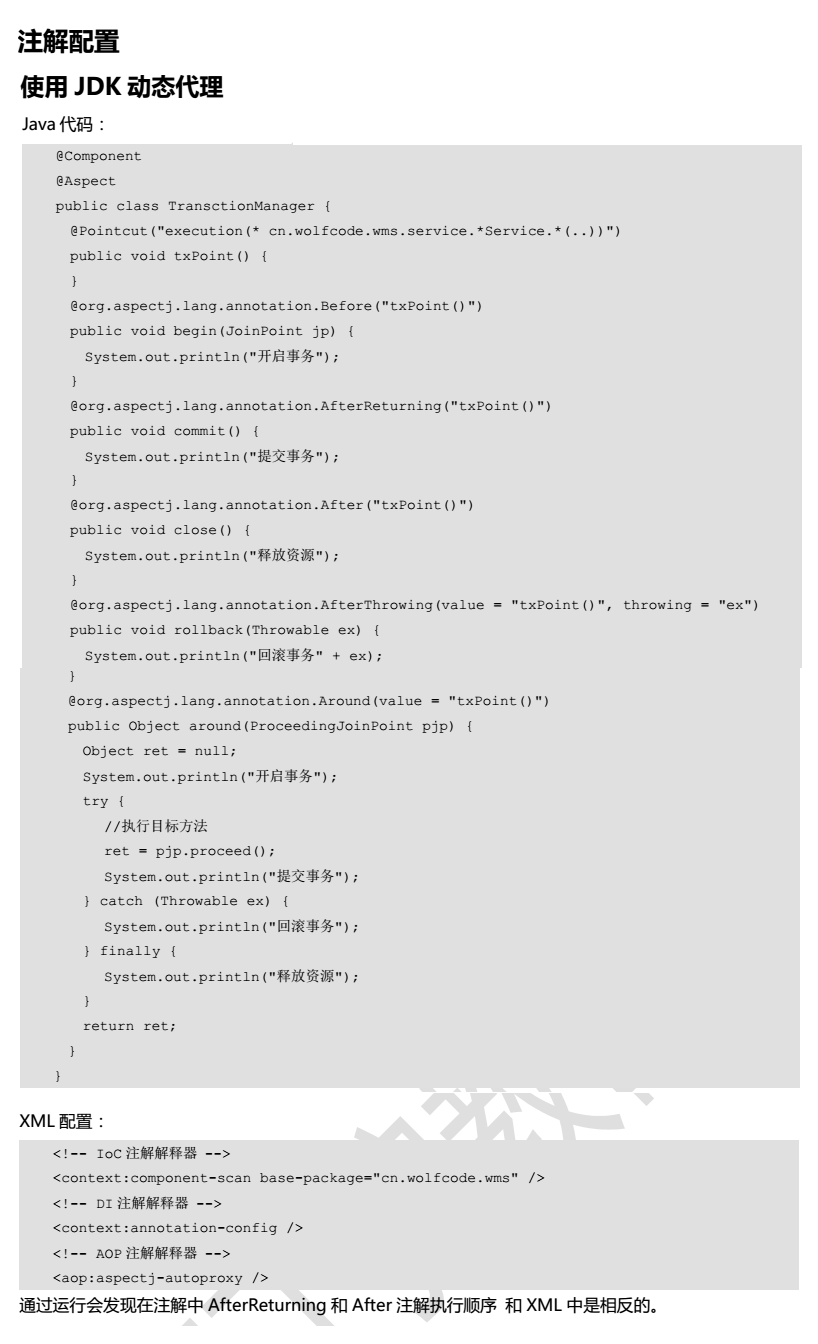 注解配置
使用 JDK 动态代理
Java 代码：
@Component
@Aspect
public class TransctionManager {
@Pointcut("execution(* cn.wolfcode.wms.service.*Service.*(..))")
public void txPoint() {
}
@org.aspectj.lang.annotation.Before("txPoint()")
public void begin(JoinPoint jp) {
System.out.println("开启事务");
}
@org.aspectj.lang.annotation.AfterReturning("txPoint()")
public void commit() {
System.out.println("提交事务");
}
@org.aspectj.lang.annotation.After("txPoint()")
public void close() {
System.out.println("释放资源");
}
@org.aspectj.lang.annotation.AfterThrowing(value = "txPoint()", throwing = "ex")
public void rollback(Throwable ex) {
System.out.println("回滚事务" + ex);
}
@org.aspectj.lang.annotation.Around(value = "txPoint()")
public Object around(ProceedingJoinPoint pjp) {
Object ret = null;
System.out.println("开启事务");
try {
//执行目标方法
ret = pjp.proceed();
System.out.println("提交事务");
} catch (Throwable ex) {
System.out.println("回滚事务");
} finally {
System.out.println("释放资源");
}
return ret;
}
}
XML 配置：
<!-- IoC 注解解释器 -->
<context:component-scan base-package="cn.wolfcode.wms" />
<!-- DI 注解解释器 -->
<context:annotation-config />
<!-- AOP 注解解释器 -->
<aop:aspectj-autoproxy />
通过运行会发现在注解中 AfterReturning 和 After 注解执行顺序 和 XML 中是相反的。